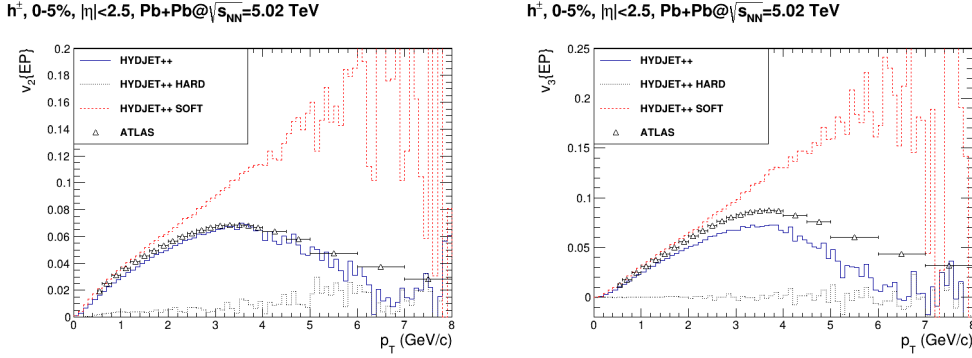 h±, 0-5%, |η|<2.5, Pb+Pb@√sNN=5.02 TeV
v2{EP}
0.2
0.18
0.16
0.14
0.12
0.1
0.08
0.06
0.04
0.02
0
HYDJET++
HYDJET++ HARD
HYDJET++ SOFT
ATLAS
0 1 2 3 4 5 6 7 8
pT (GeV/c)
h±, 0-5%, |η|<2.5, Pb+Pb@√sNN=5.02 TeV
v3{EP}
0.25
0.2
0.15
0.1
0.05
0
HYDJET++
HYDJET++ HARD
HYDJET++ SOFT
ATLAS
0 1 2 3 4 5 6 7 8
pT (GeV/c)